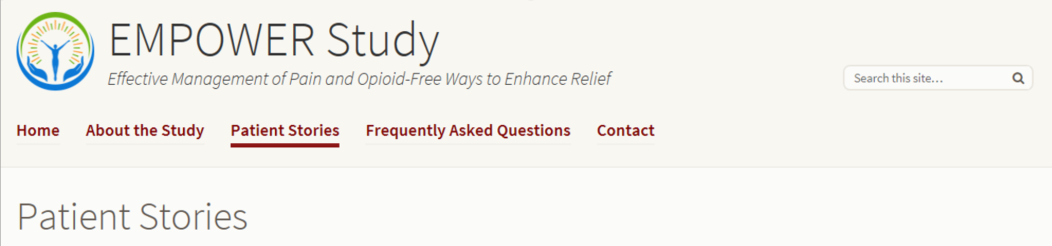 EMPOWER Study
Effective Management of Pain and Opioid-Free Ways to Enhance Relief
Search this site...
Home About the Study Patient Stories Frequently Asked Questions Contact
Patient Stories